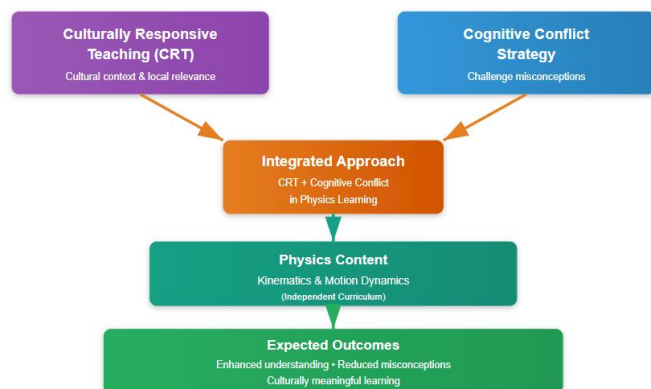 Culturally Responsive
Teaching (CRT)
Cultural context & local relevance
Cognitive Conflict
Strategy
Challenge misconceptions
Integrated Approach
CRT + Cognitive Conflict
in Physics Learning
Physics Content
Kinematics & Motion Dynamics
(Independent Curriculum)
Expected Outcomes
Enhanced understanding • Reduced misconceptions
Culturally meaningful learning